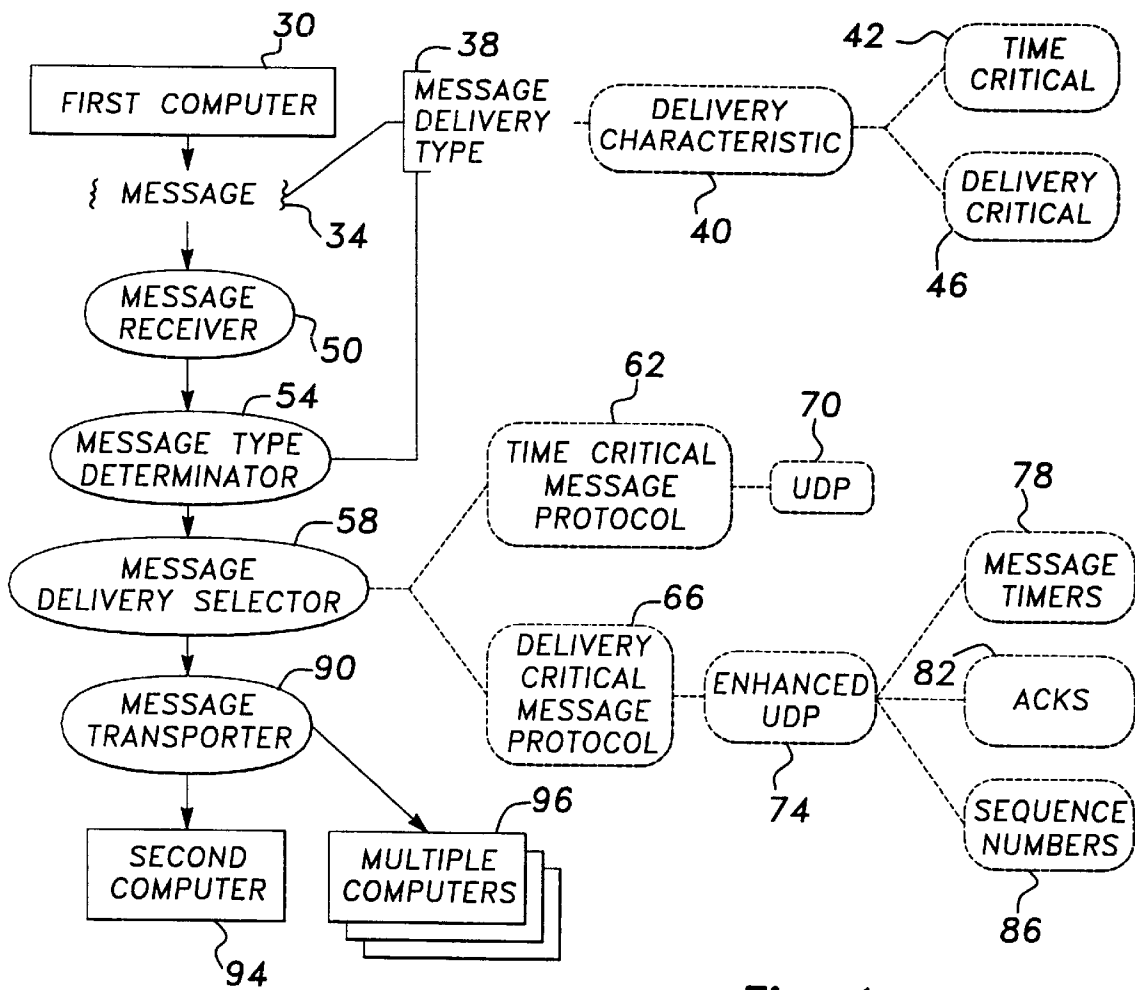 30
FIRST COMPUTER
{ MESSAGE }
34
38
MESSAGE
DELIVERY
TYPE
DELIVERY
CHARACTERISTIC
40
42
TIME
CRITICAL
DELIVERY
CRITICAL
46
MESSAGE
RECEIVER
50
54
MESSAGE TYPE
DETERMINATOR
58
MESSAGE
DELIVERY SELECTOR
62
TIME CRITICAL
MESSAGE
PROTOCOL
70
UDP
66
DELIVERY
CRITICAL
MESSAGE
PROTOCOL
ENHANCED
UDP
74
78
MESSAGE
TIMERS
82
ACKS
SEQUENCE
NUMBERS
86
90
MESSAGE
TRANSPORTER
SECOND
COMPUTER
94
96
MULTIPLE
COMPUTERS